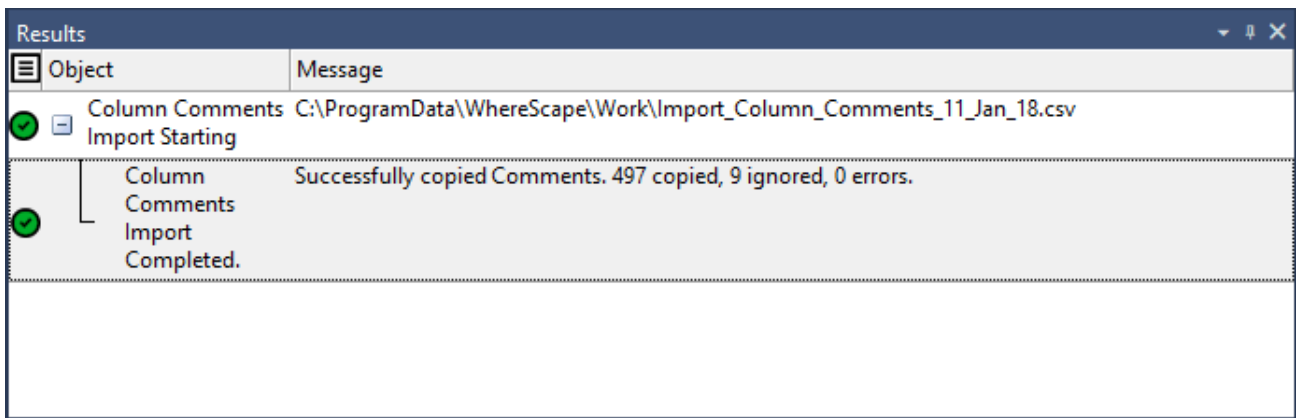 Results
Object Message
Column Comments C:\ProgramData\WhereScape\Work\Import_Column_Comments_11_Jan_18.csv
Import Starting
Column Successfully copied Comments. 497 copied, 9 ignored, 0 errors.
Comments
Import
Completed.